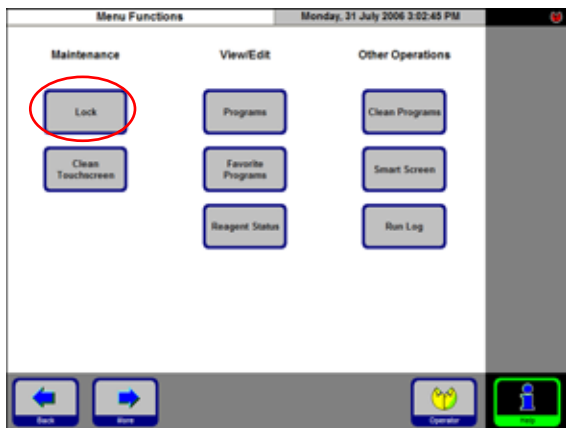 Menu Functions
Monday, 31 July 2006 3:02:45 PM
Maintenance
View/Edit
Other Operations
Lock
Programs
Clean Programs
Clean
Touchscreen
Favorite
Programs
Smart Screen
Reagent Status
Run Log
Back
More
Operator
Help